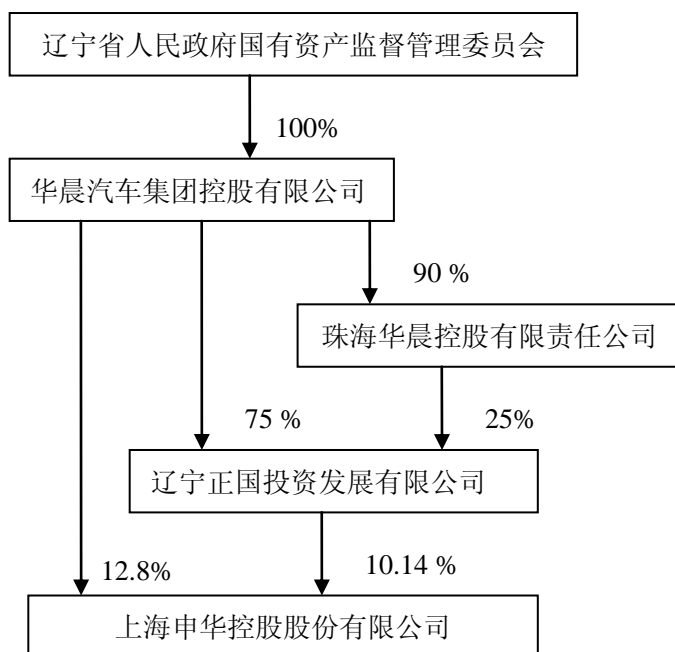 辽宁省人民政府国有资产监督管理委员会
100%
华晨汽车集团控股有限公司
90 %
珠海华晨控股有限责任公司
75 %
25%
辽宁正国投资发展有限公司
12.8%
10.14 %
上海申华控股股份有限公司